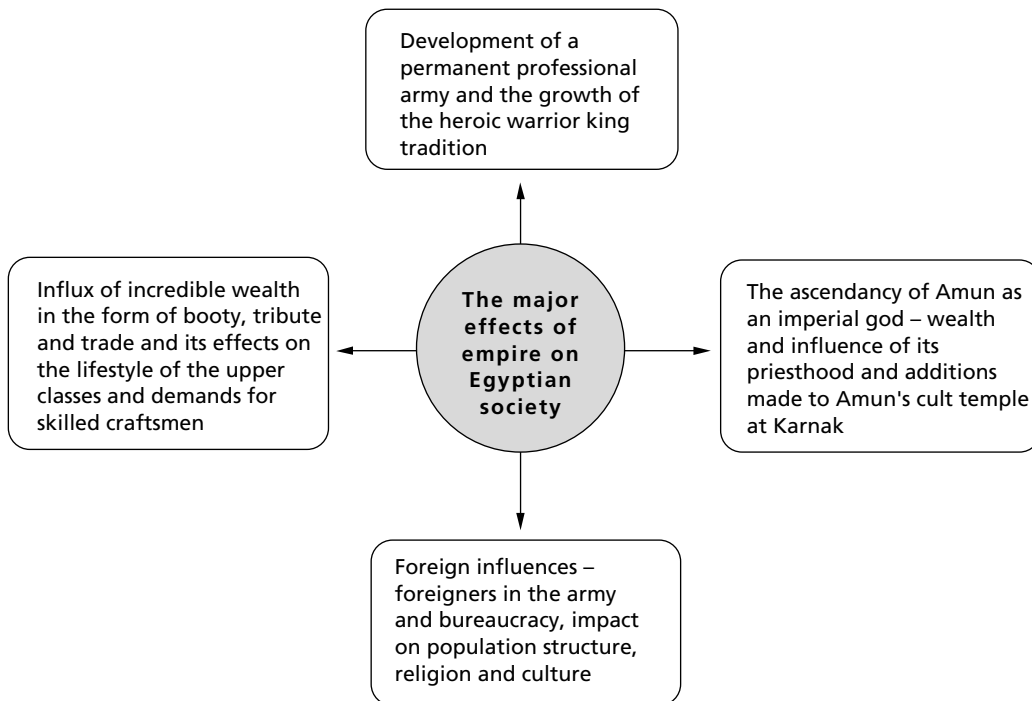 Development of a
permanent professional
army and the growth of
the heroic warrior king
tradition
Influx of incredible wealth
in the form of booty, tribute
and trade and its effects on
the lifestyle of the upper
classes and demands for
skilled craftsmen
The major
effects of
empire on
Egyptian
society
The ascendancy of Amun as
an imperial god – wealth
and influence of its
priesthood and additions
made to Amun's cult temple
at Karnak
Foreign influences –
foreigners in the army
and bureaucracy, impact
on population structure,
religion and culture